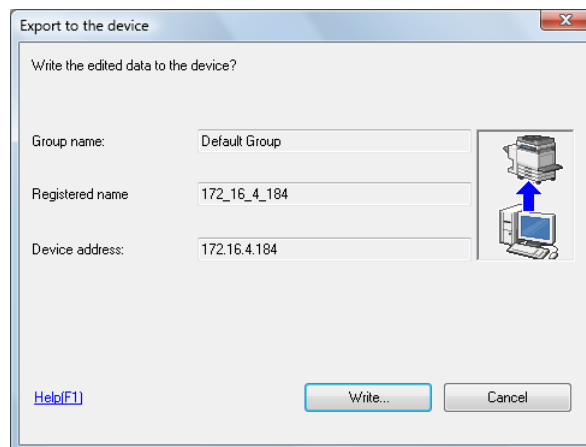 Export to the device
Write the edited data to the device?
Group name:
Default Group
Registered name
172_16_4_184
Device address:
172.16.4.184
Help(F1)
Write...
Cancel